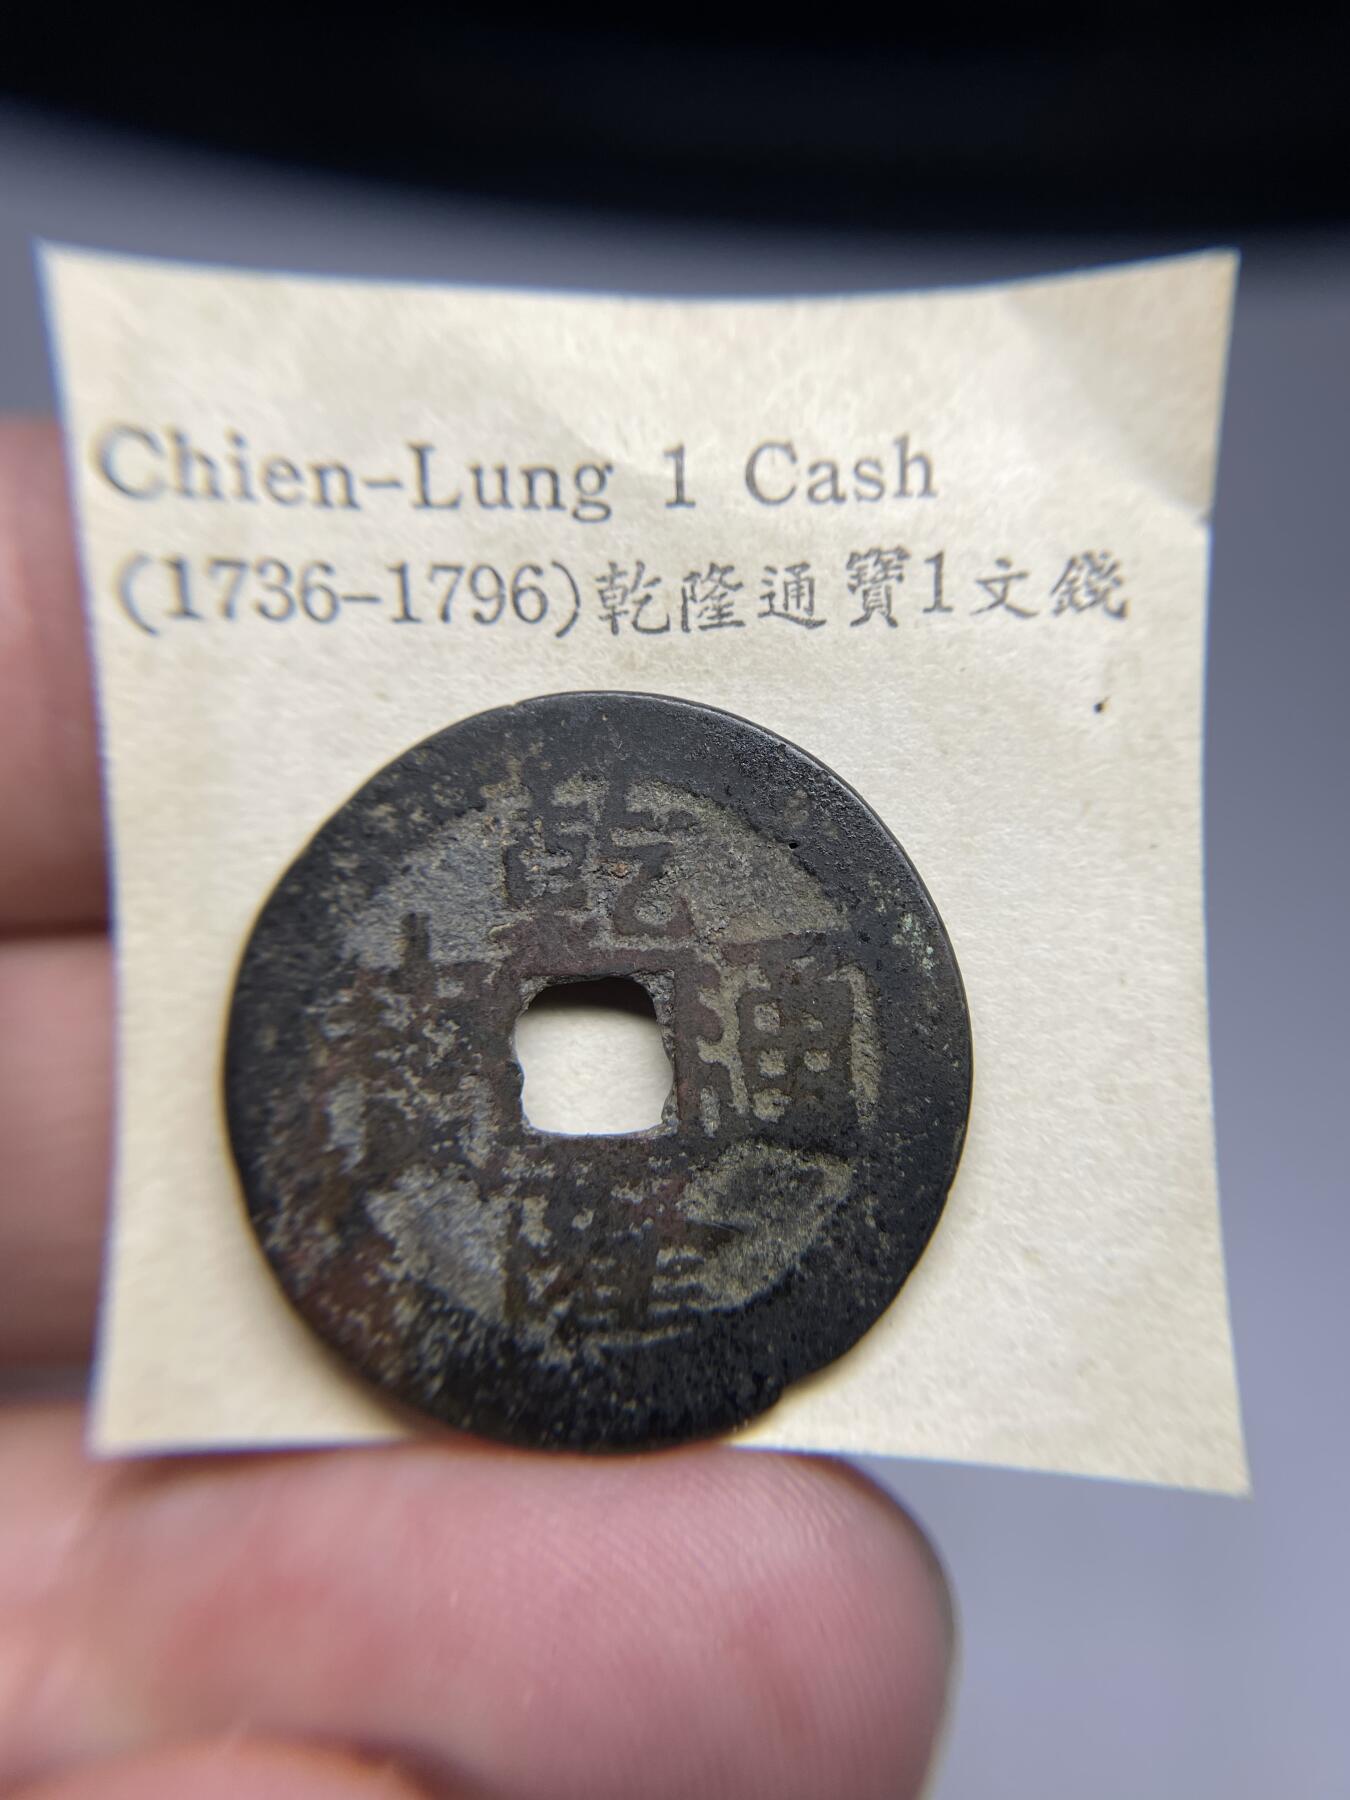 Chien-Lung 1 Cash
(1736-1796)乾隆通寶1文錢
乾
隆
通
寶